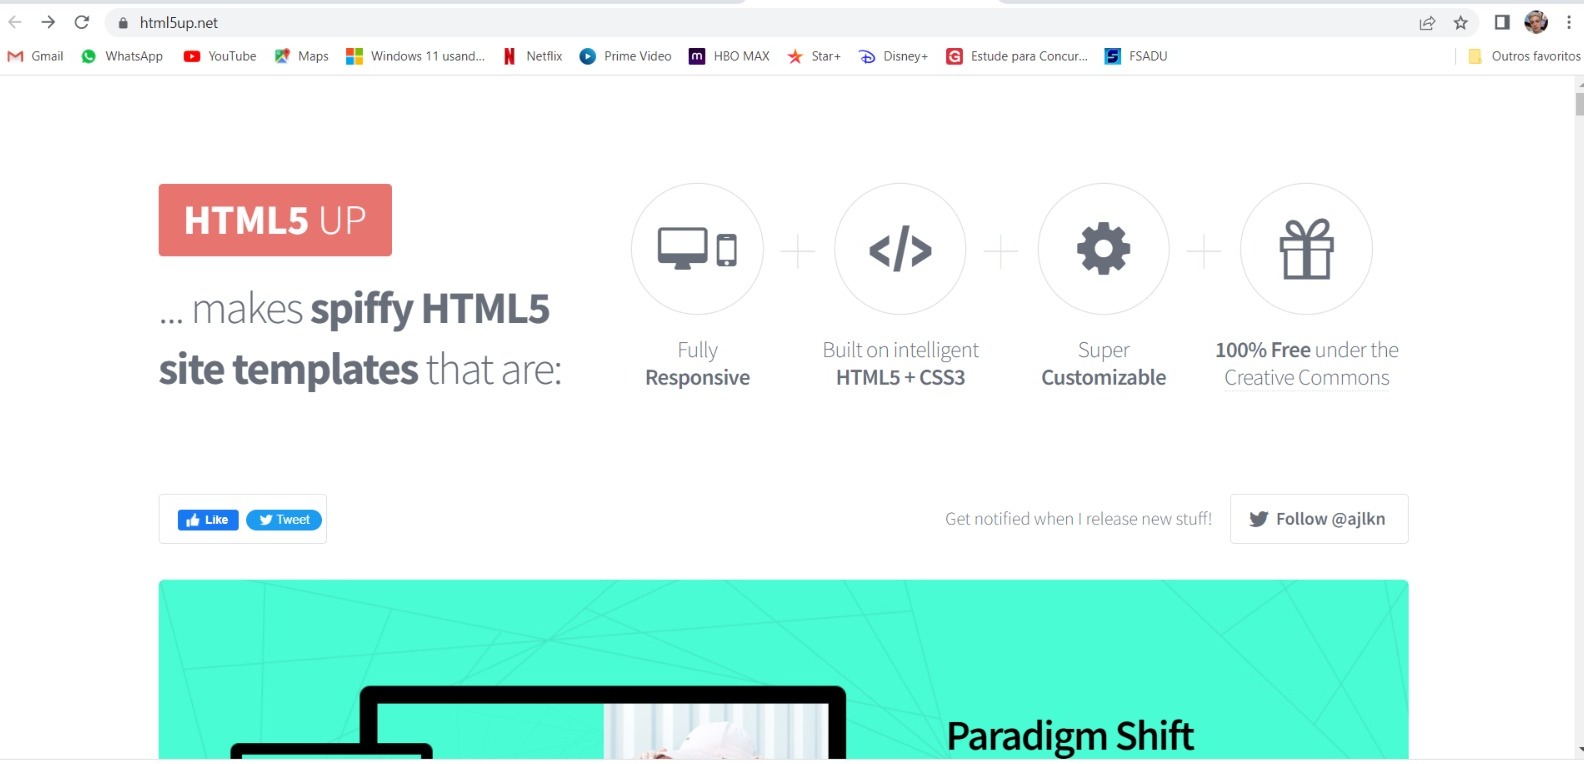 html5up.net
Gmail WhatsApp YouTube Maps Windows 11 usand... Netflix Prime Video HBO MAX Star+ Disney+ Estude para Concur... FSADU Outros favoritos
HTML5 UP
... makes spiffy HTML5
site templates that are:
Fully
Responsive
Built on intelligent
HTML5 + CSS3
Super
Customizable
100% Free under the
Creative Commons
Like Tweet
Get notified when I release new stuff! Follow @ajlkn
Paradigm Shift